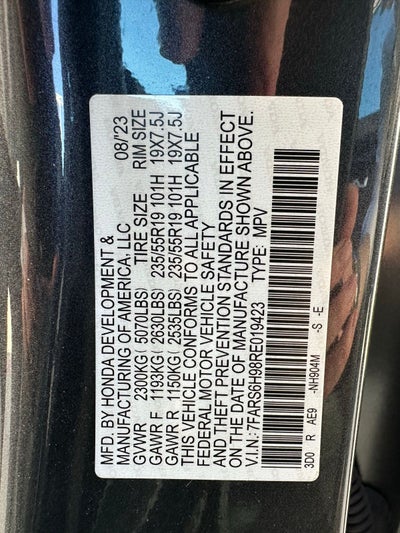 MFD. BY HONDA DEVELOPMENT &
MANUFACTURING OF AMERICA, LLC 08/'23
GVWR 2300KG ( 5070LBS) TIRE SIZE RIM SIZE
GAWR F 1193KG ( 2630LBS) 235/55R19 101H 19X7.5J
GAWR R 1150KG ( 2535LBS) 235/55R19 101H 19X7.5J
THIS VEHICLE CONFORMS TO ALL APPLICABLE
FEDERAL MOTOR VEHICLE SAFETY
AND THEFT PREVENTION STANDARDS IN EFFECT
ON THE DATE OF MANUFACTURE SHOWN ABOVE.
V.I.N.: 7FARS6H98RE019423 TYPE: MPV
3D0 R AE9 -NH904M -S -E